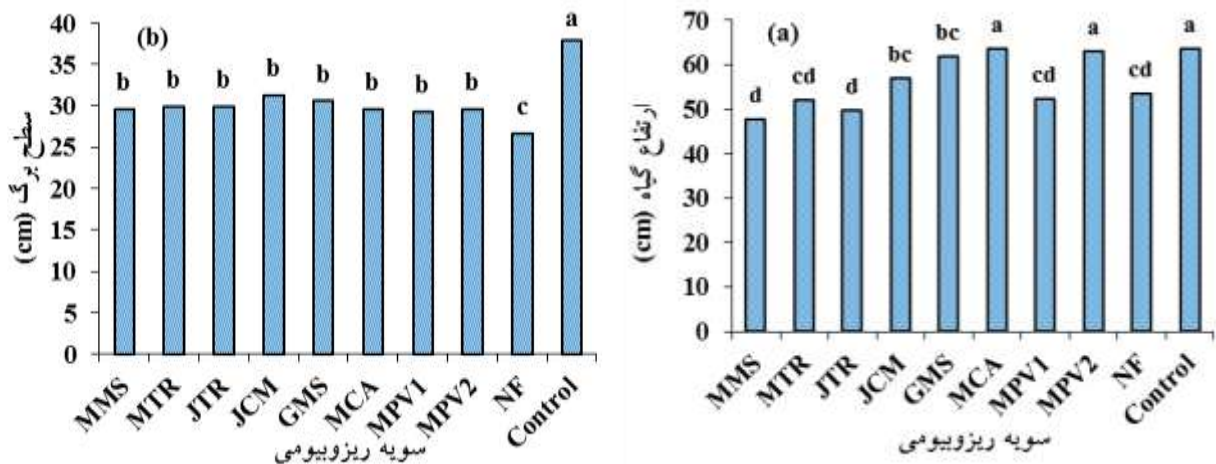 (b)
سطح برگ (cm)
40
35
30
25
20
15
10
5
0
b b b b b b b b c a
MMS MTR JTR JCM GMS MCA MPV1 MPV2 NF Control
سویه ریزوبیومی
(a)
ارتفاع گیاه (cm)
70
60
50
40
30
20
10
0
d cd d bc bc a cd a cd a
MMS MTR JTR JCM GMS MCA MPV1 MPV2 NF Control
سویه ریزوبیومی